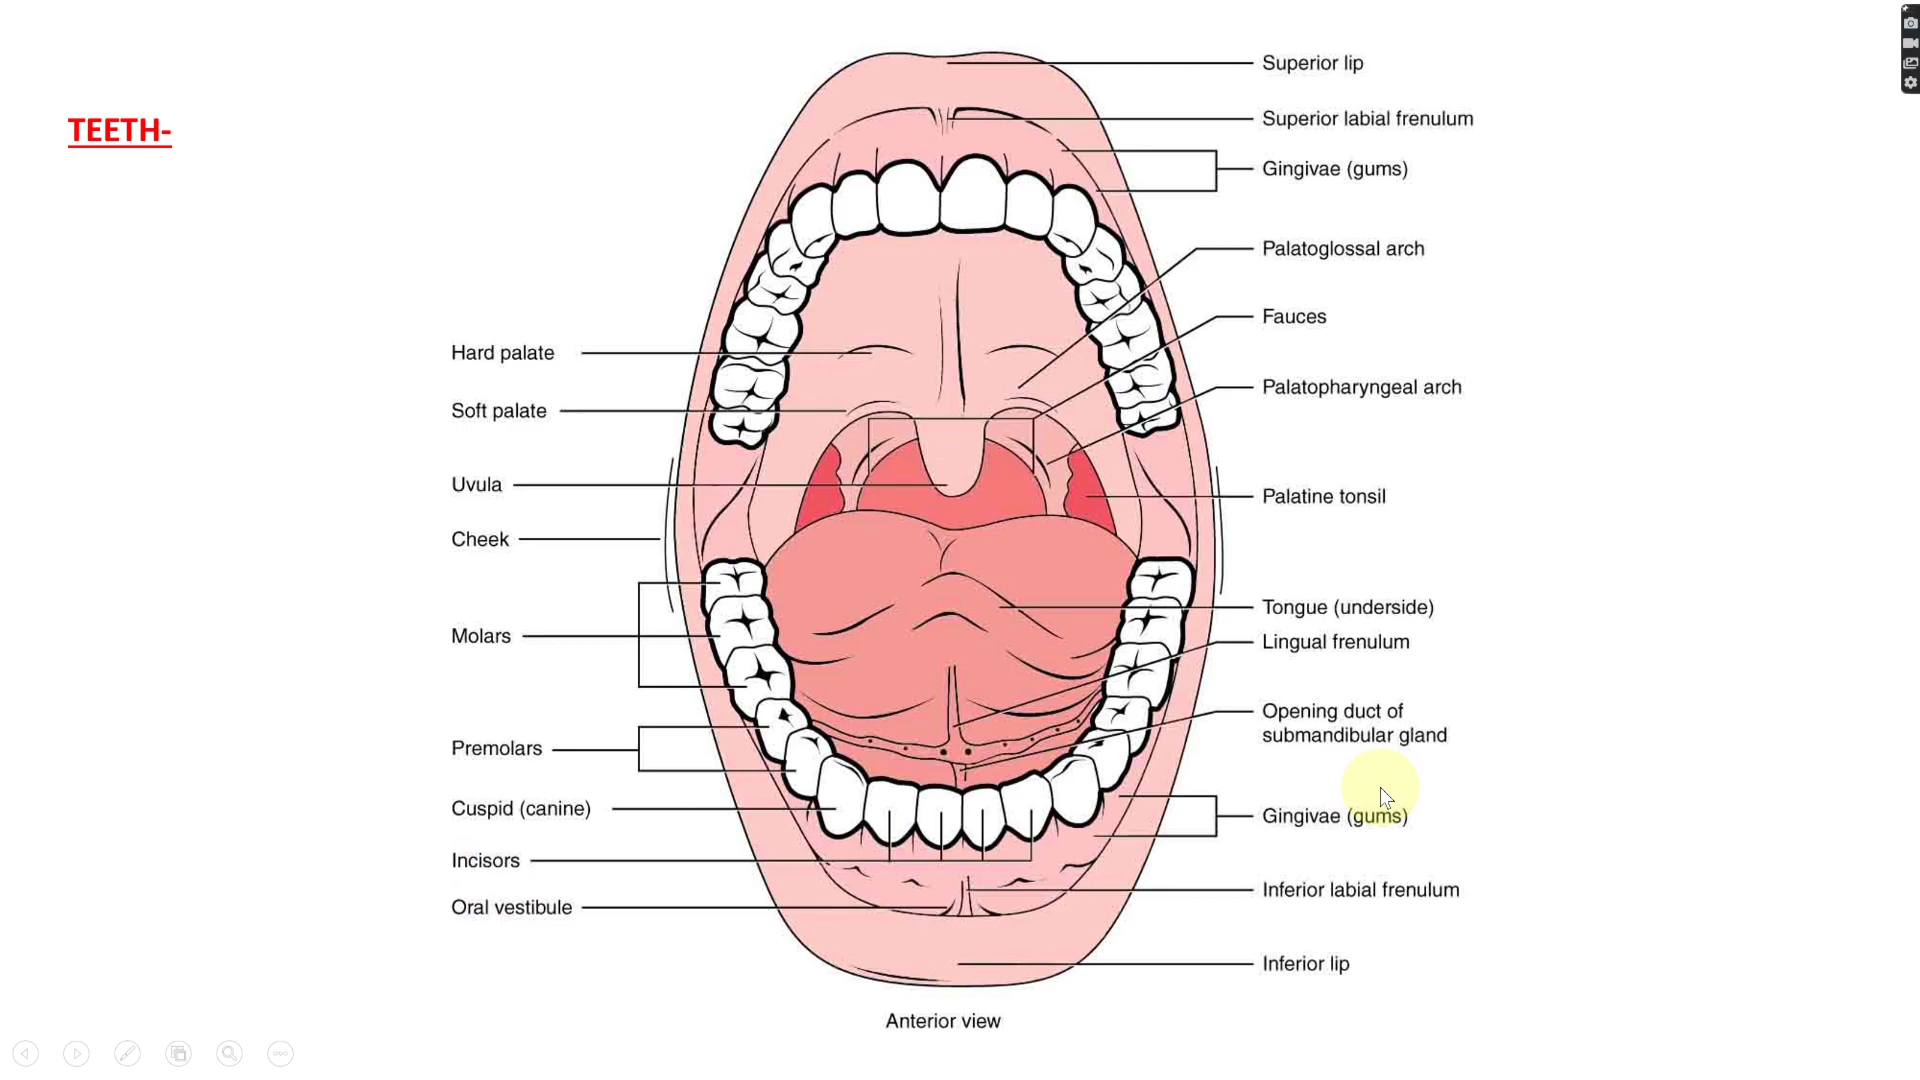 TEETH-
Superior lip
Superior labial frenulum
Gingivae (gums)
Palatoglossal arch
Fauces
Hard palate
Palatopharyngeal arch
Soft palate
Uvula
Palatine tonsil
Cheek
Tongue (underside)
Molars
Lingual frenulum
Opening duct of
submandibular gland
Premolars
Cuspid (canine)
Gingivae (gums)
Incisors
Inferior labial frenulum
Oral vestibule
Inferior lip
Anterior view